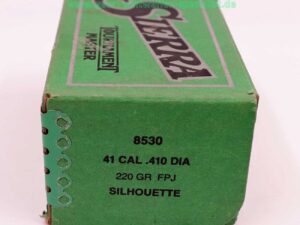 SIERRA
TOURNAMENT
MASTER
8530
41 CAL .410 DIA
220 GR FPJ
SILHOUETTE